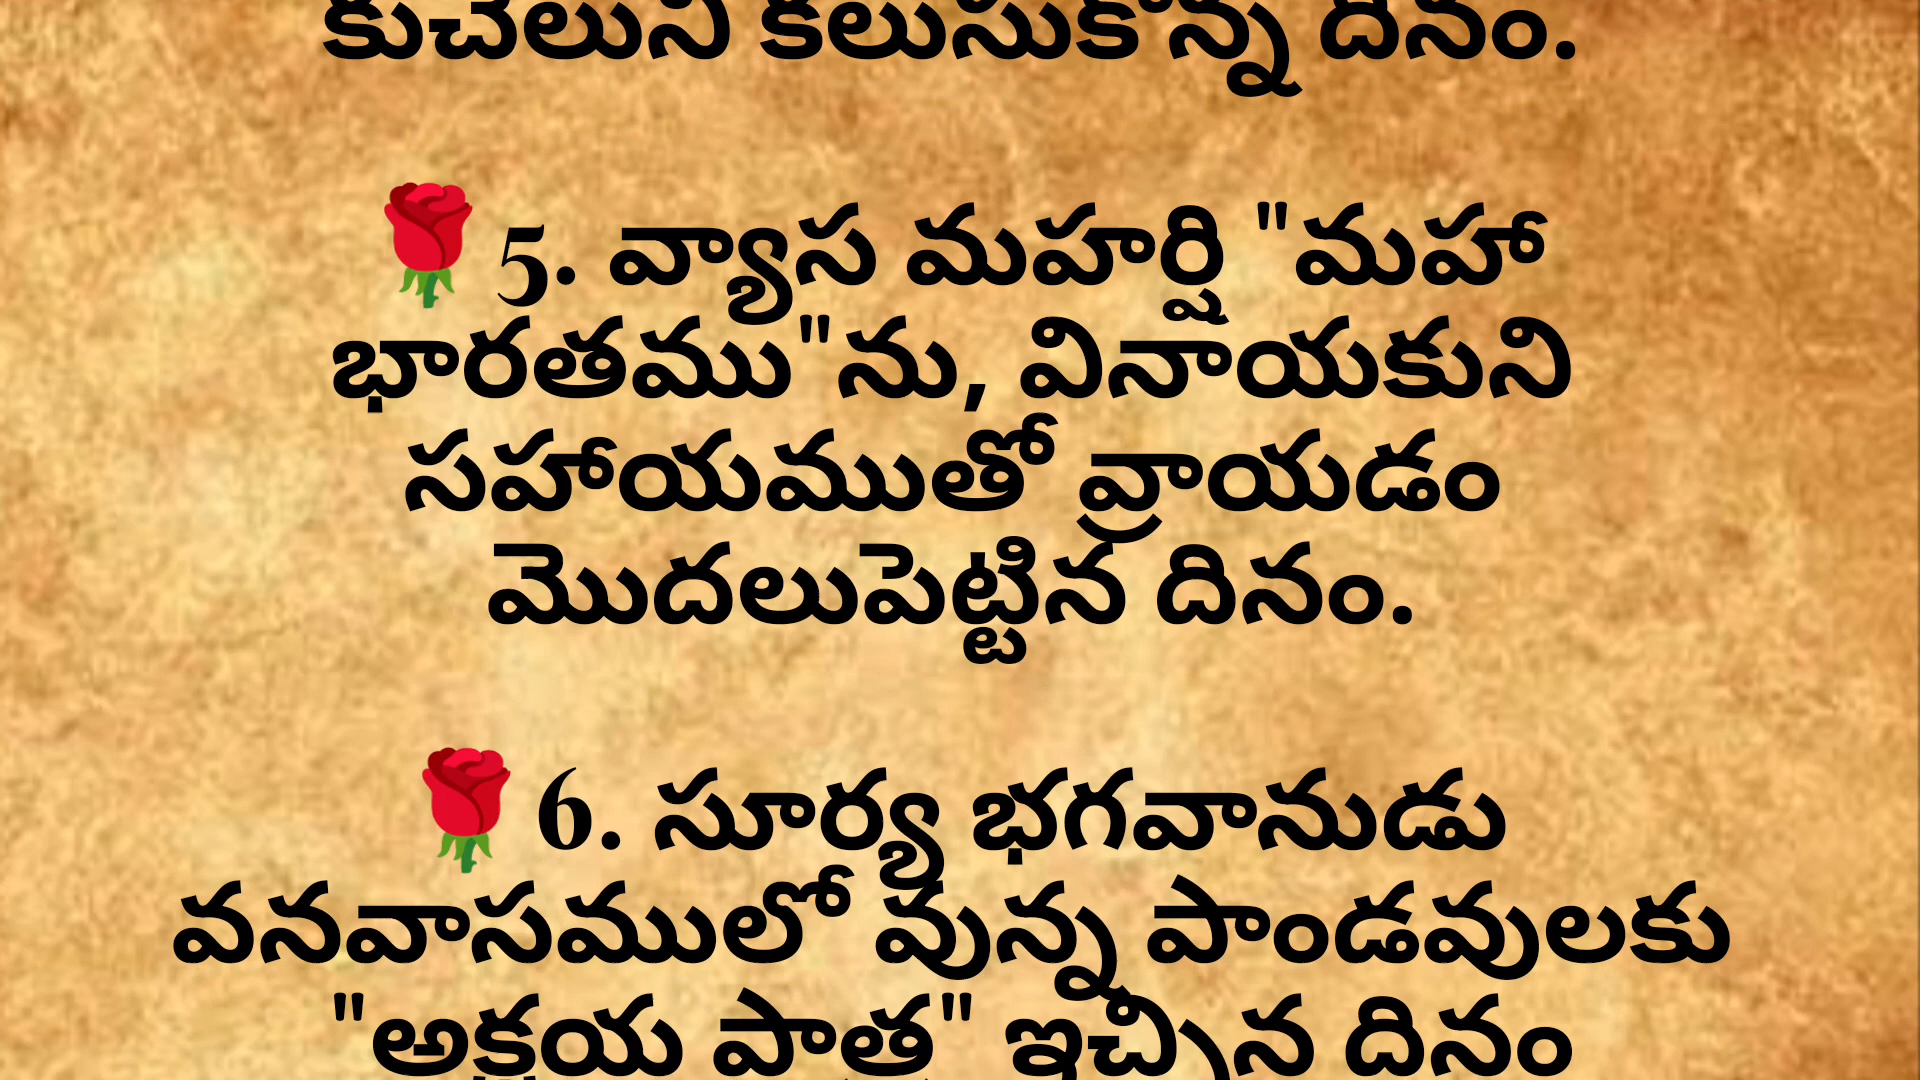 కుచేలుని కలుసుకొన్న దినం.
🌹5. వ్యాస మహర్షి "మహా
భారతము"ను, వినాయకుని
సహాయముతో వ్రాయడం
మొదలుపెట్టిన దినం.
🌹6. సూర్య భగవానుడు
వనవాసములో వున్న పాండవులకు
"అక్షయ పాత్ర" ఇచ్చిన దినం